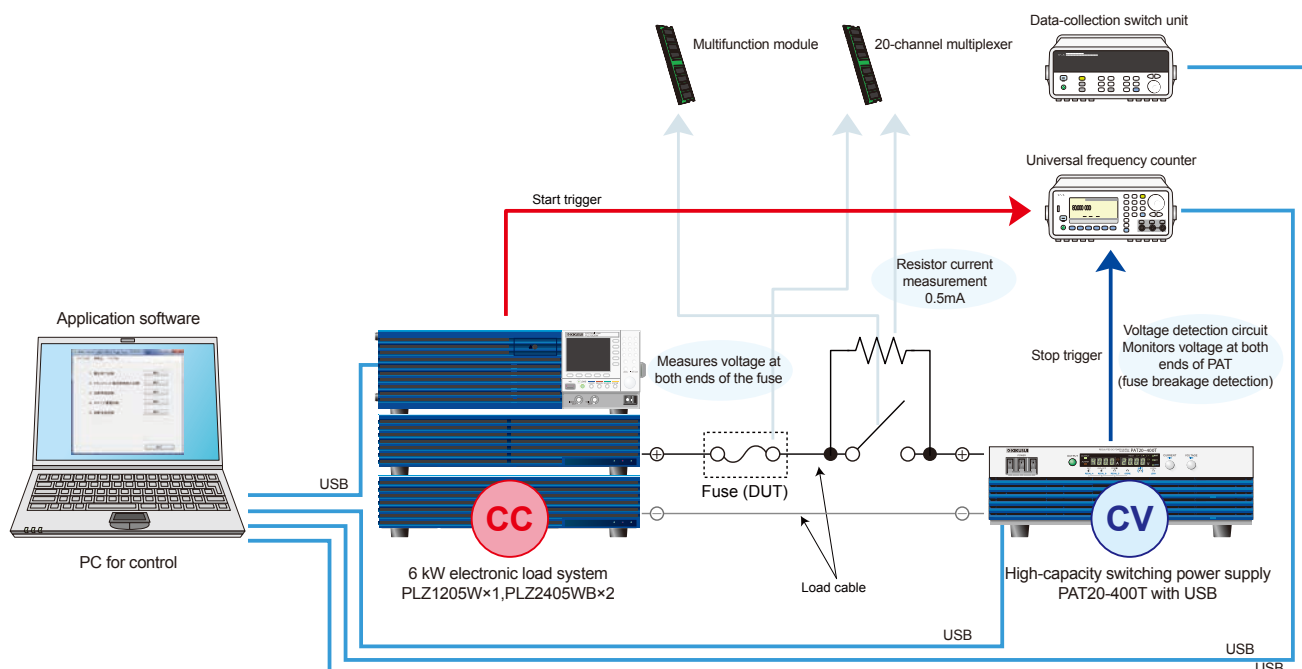 Data-collection switch unit
Multifunction module
20-channel multiplexer
Universal frequency counter
Start trigger
Resistor current
measurement
0.5mA
Application software
Measures voltage at
both ends of the fuse
Stop trigger
Voltage detection circuit
Monitors voltage at both
ends of PAT
(fuse breakage detection)
KIKUSUI
PAT20-400T
USB
Fuse (DUT)
CC
CV
PC for control
6 kW electronic load system
PLZ1205W×1,PLZ2405WB×2
Load cable
High-capacity switching power supply
PAT20-400T with USB
USB
USB
USB